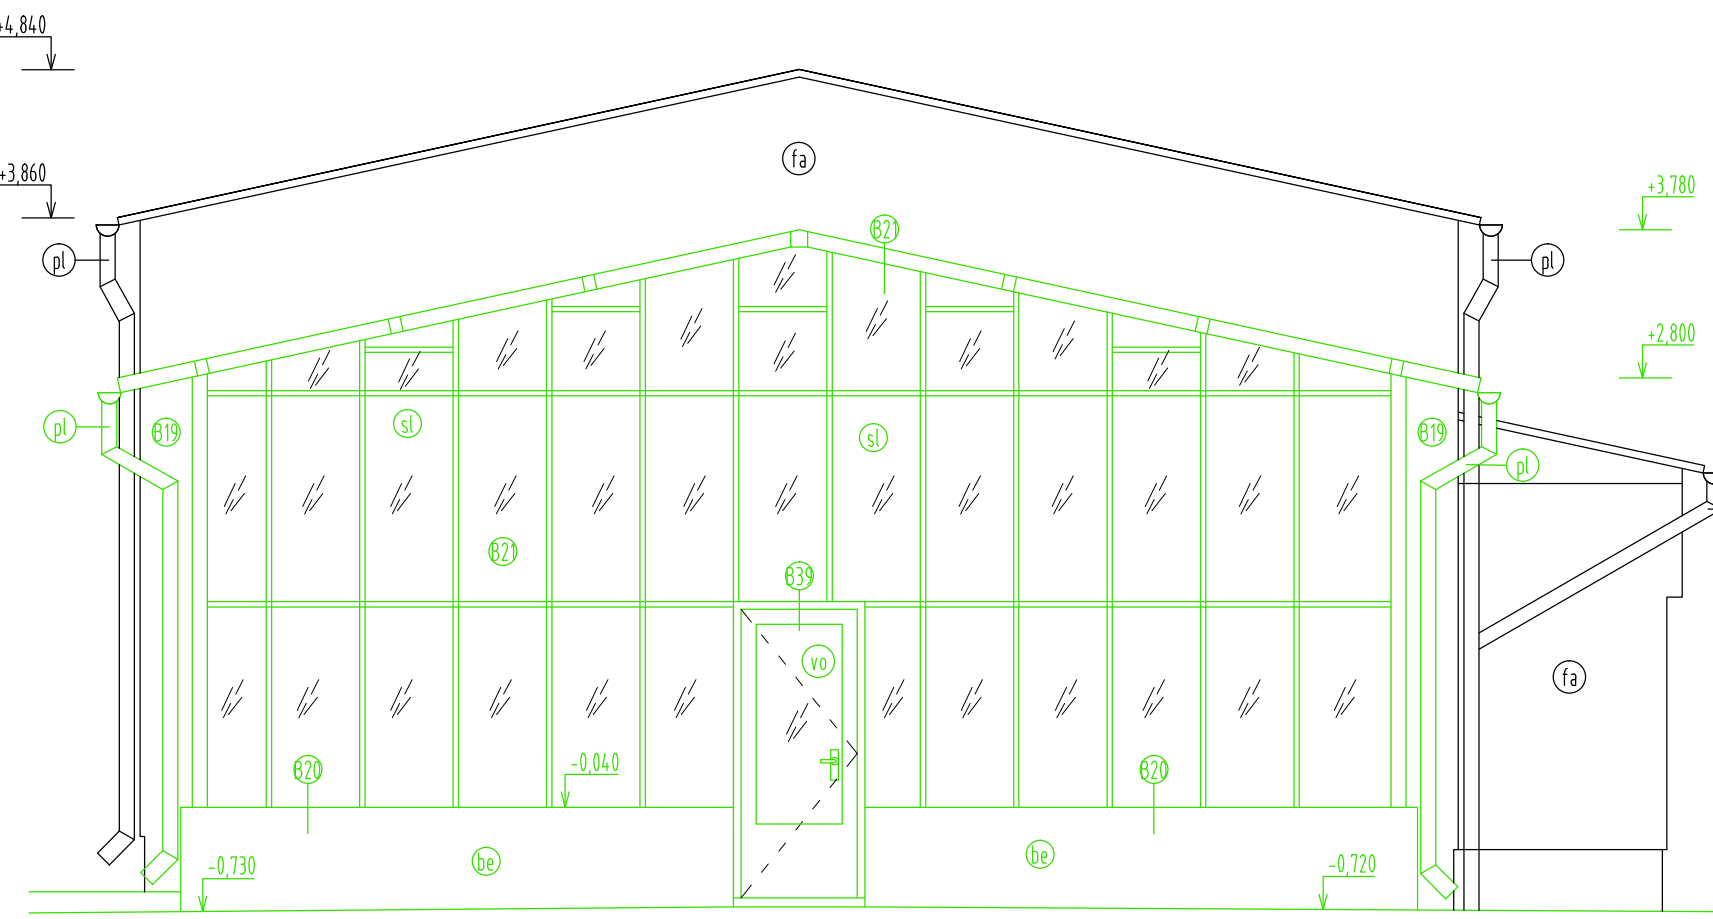 +4,840
fa
+3,860
+3,780
B21
pl
pl
+2,800
sl
pl
B19
sl
B19
pl
B21
B39
vo
fa
B20
-0,040
B20
be
be
-0,730
-0,720